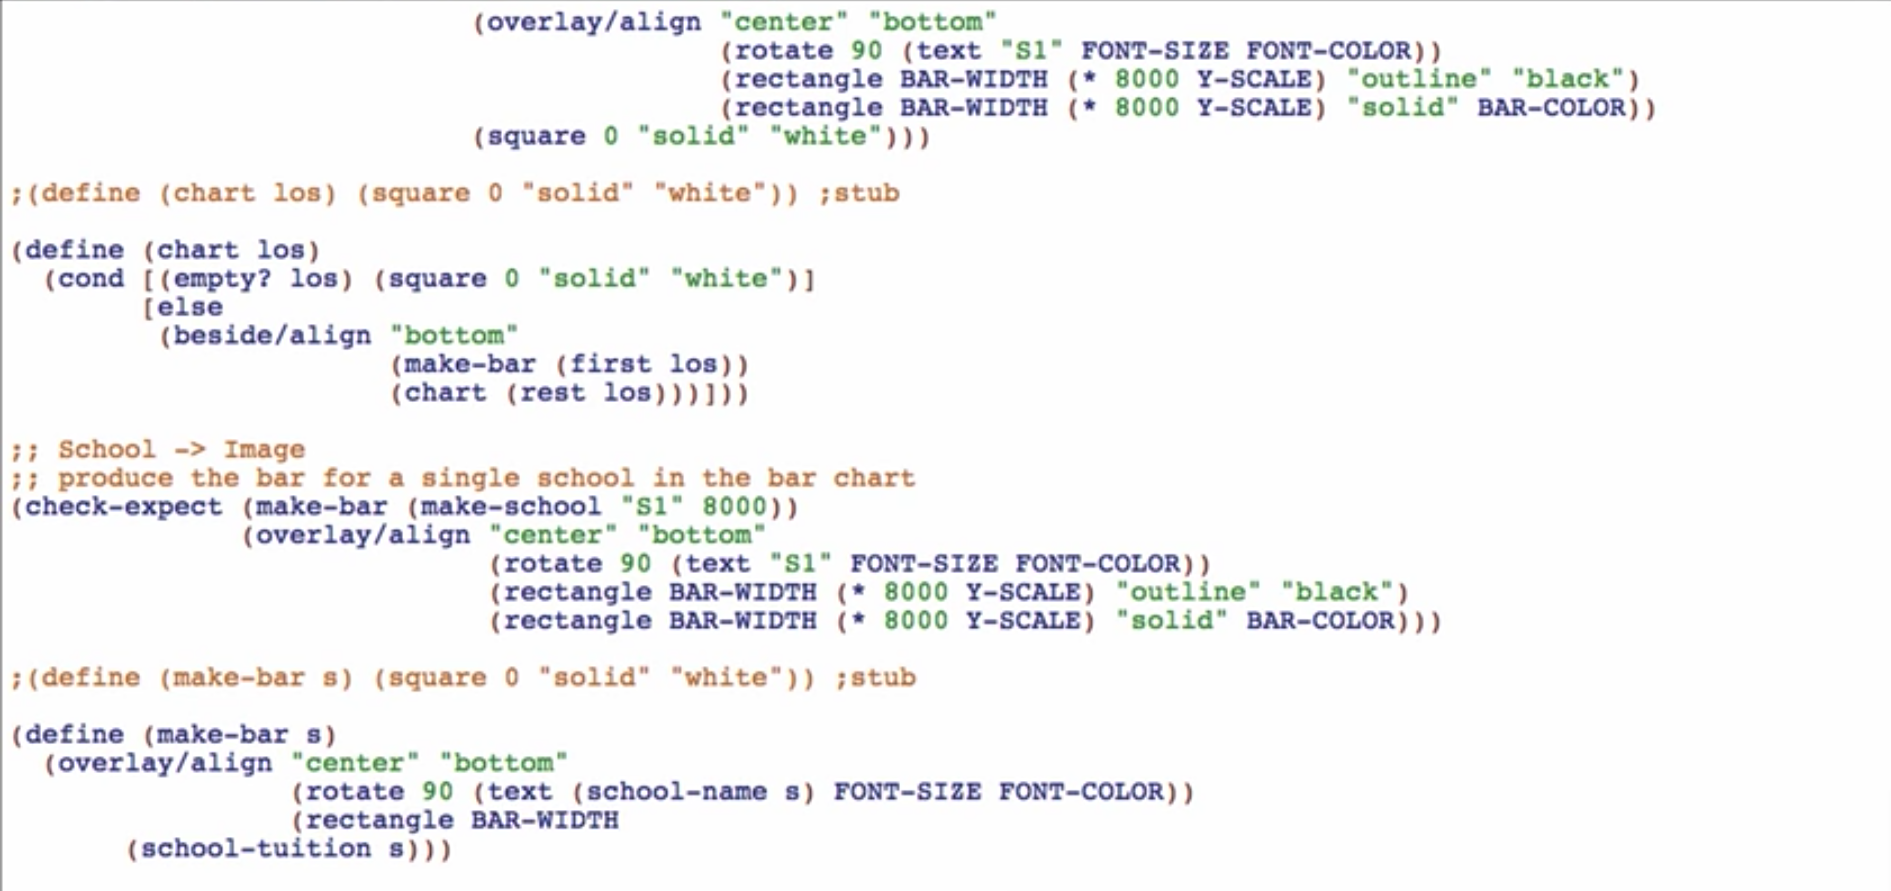 (overlay/align "center" "bottom"
(rotate 90 (text "S1" FONT-SIZE FONT-COLOR))
(rectangle BAR-WIDTH (* 8000 Y-SCALE) "outline" "black")
(rectangle BAR-WIDTH (* 8000 Y-SCALE) "solid" BAR-COLOR))
(square 0 "solid" "white")))
;(define (chart los) (square 0 "solid" "white")) ;stub
(define (chart los)
(cond [(empty? los) (square 0 "solid" "white")]
[else
(beside/align "bottom"
(make-bar (first los))
(chart (rest los)))]))
;; School -> Image
;; produce the bar for a single school in the bar chart
(check-expect (make-bar (make-school "S1" 8000))
(overlay/align "center" "bottom"
(rotate 90 (text "S1" FONT-SIZE FONT-COLOR))
(rectangle BAR-WIDTH (* 8000 Y-SCALE) "outline" "black")
(rectangle BAR-WIDTH (* 8000 Y-SCALE) "solid" BAR-COLOR)))
;(define (make-bar s) (square 0 "solid" "white")) ;stub
(define (make-bar s)
(overlay/align "center" "bottom"
(rotate 90 (text (school-name s) FONT-SIZE FONT-COLOR))
(rectangle BAR-WIDTH
(school-tuition s)))